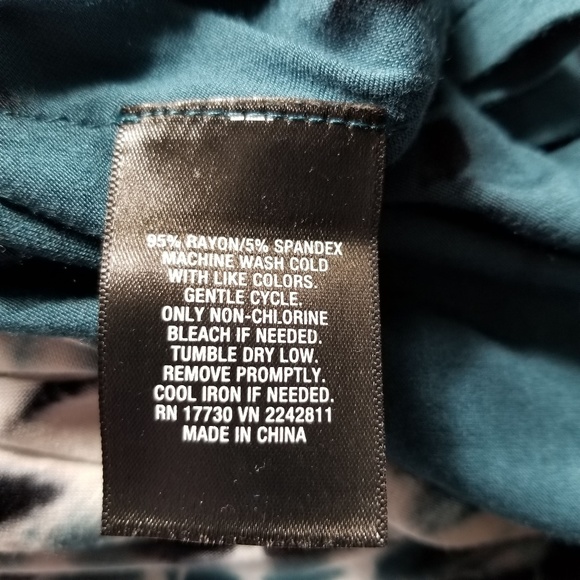 95% RAYON/5% SPANDEX
MACHINE WASH COLD
WITH LIKE COLORS.
GENTLE CYCLE.
ONLY NON-CHLORINE
BLEACH IF NEEDED.
TUMBLE DRY LOW.
REMOVE PROMPTLY.
COOL IRON IF NEEDED.
RN 17730 VN 2242811
MADE IN CHINA